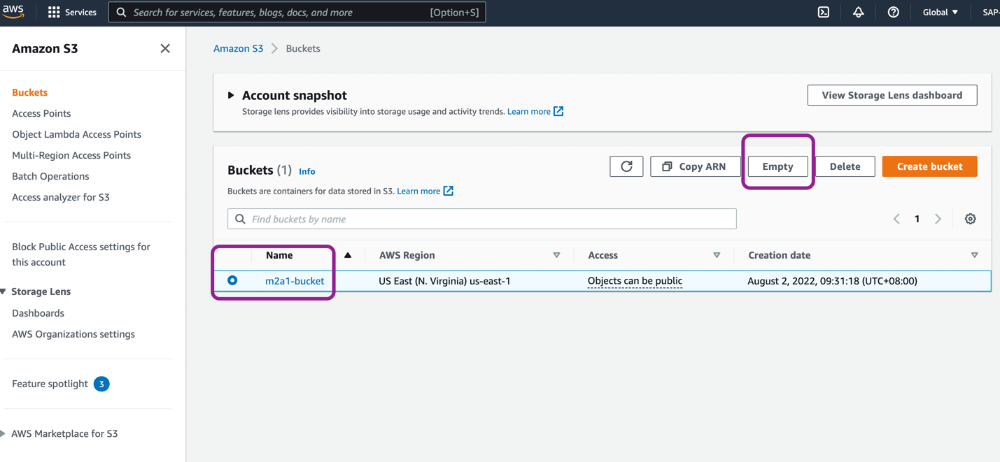 aws
Services
Search for services, features, blogs, docs, and more
[Option+S]
Global
SAP-
Amazon S3
Buckets
Access Points
Object Lambda Access Points
Multi-Region Access Points
Batch Operations
Access analyzer for S3
Block Public Access settings for
this account
Storage Lens
Dashboards
AWS Organizations settings
Feature spotlight 3
AWS Marketplace for S3
Amazon S3 > Buckets
Account snapshot
Storage lens provides visibility into storage usage and activity trends. Learn more
View Storage Lens dashboard
Buckets (1) Info
Buckets are containers for data stored in S3. Learn more
Copy ARN
Empty
Delete
Create bucket
Find buckets by name
1
Name AWS Region Access Creation date
m2a1-bucket US East (N. Virginia) us-east-1 Objects can be public August 2, 2022, 09:31:18 (UTC+08:00)